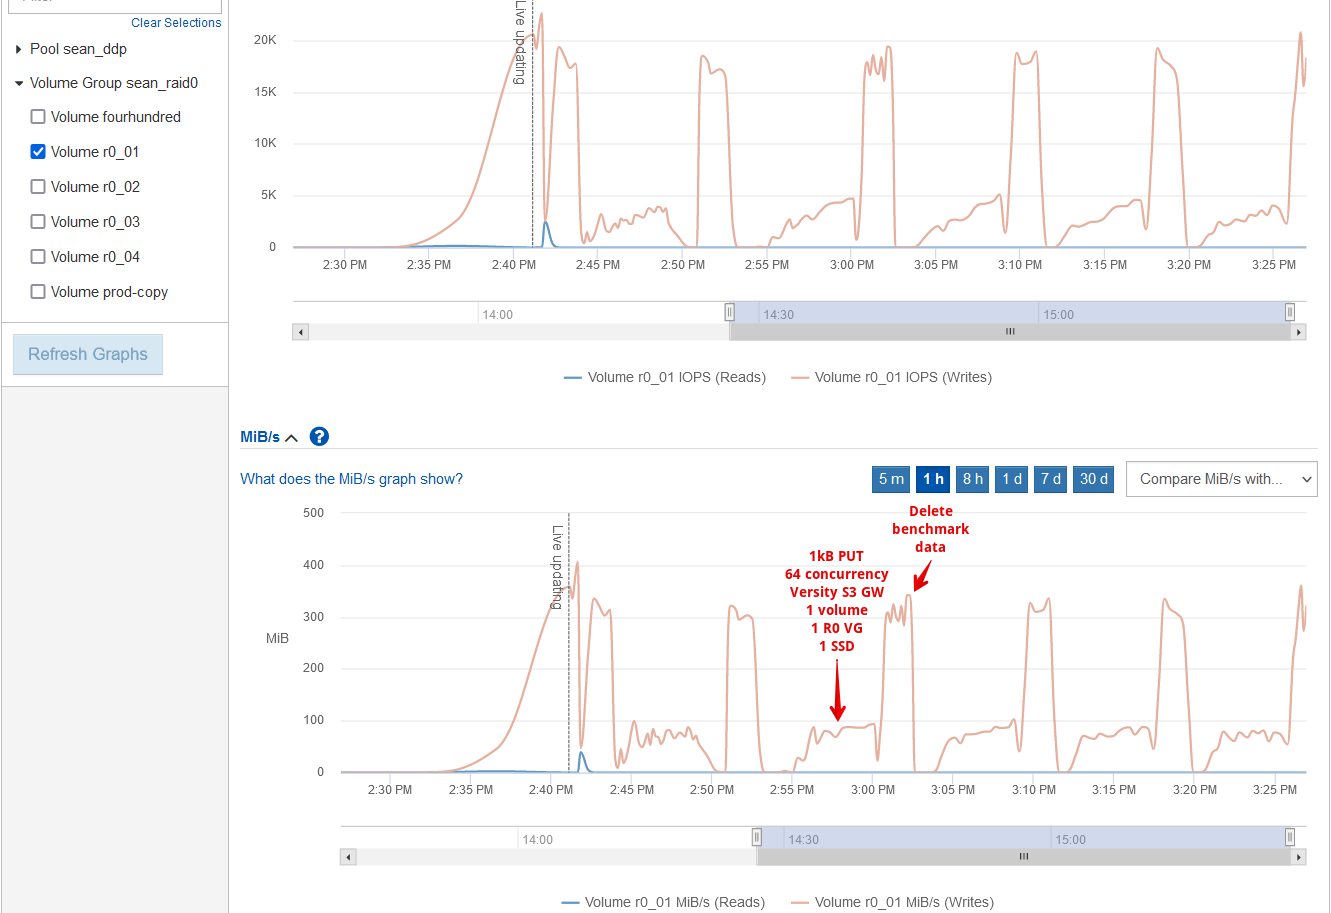 Clear Selections
Pool sean_ddp
Volume Group sean_raid0
Volume fourhundred
Volume r0_01
Volume r0_02
Volume r0_03
Volume r0_04
Volume prod-copy
Refresh Graphs
20K
15K
10K
5K
0
Live updating
2:30 PM 2:35 PM 2:40 PM 2:45 PM 2:50 PM 2:55 PM 3:00 PM 3:05 PM 3:10 PM 3:15 PM 3:20 PM 3:25 PM
14:00 14:30 15:00
Volume r0_01 IOPS (Reads) Volume r0_01 IOPS (Writes)
MiB/s ?
What does the MiB/s graph show?
5 m 1 h 8 h 1 d 7 d 30 d Compare MiB/s with...
500
400
300
200
100
0
MiB
Live updating
Delete
benchmark
data
1kB PUT
64 concurrency
Versity S3 GW
1 volume
1 R0 VG
1 SSD
2:30 PM 2:35 PM 2:40 PM 2:45 PM 2:50 PM 2:55 PM 3:00 PM 3:05 PM 3:10 PM 3:15 PM 3:20 PM 3:25 PM
14:00 14:30 15:00
Volume r0_01 MiB/s (Reads) Volume r0_01 MiB/s (Writes)